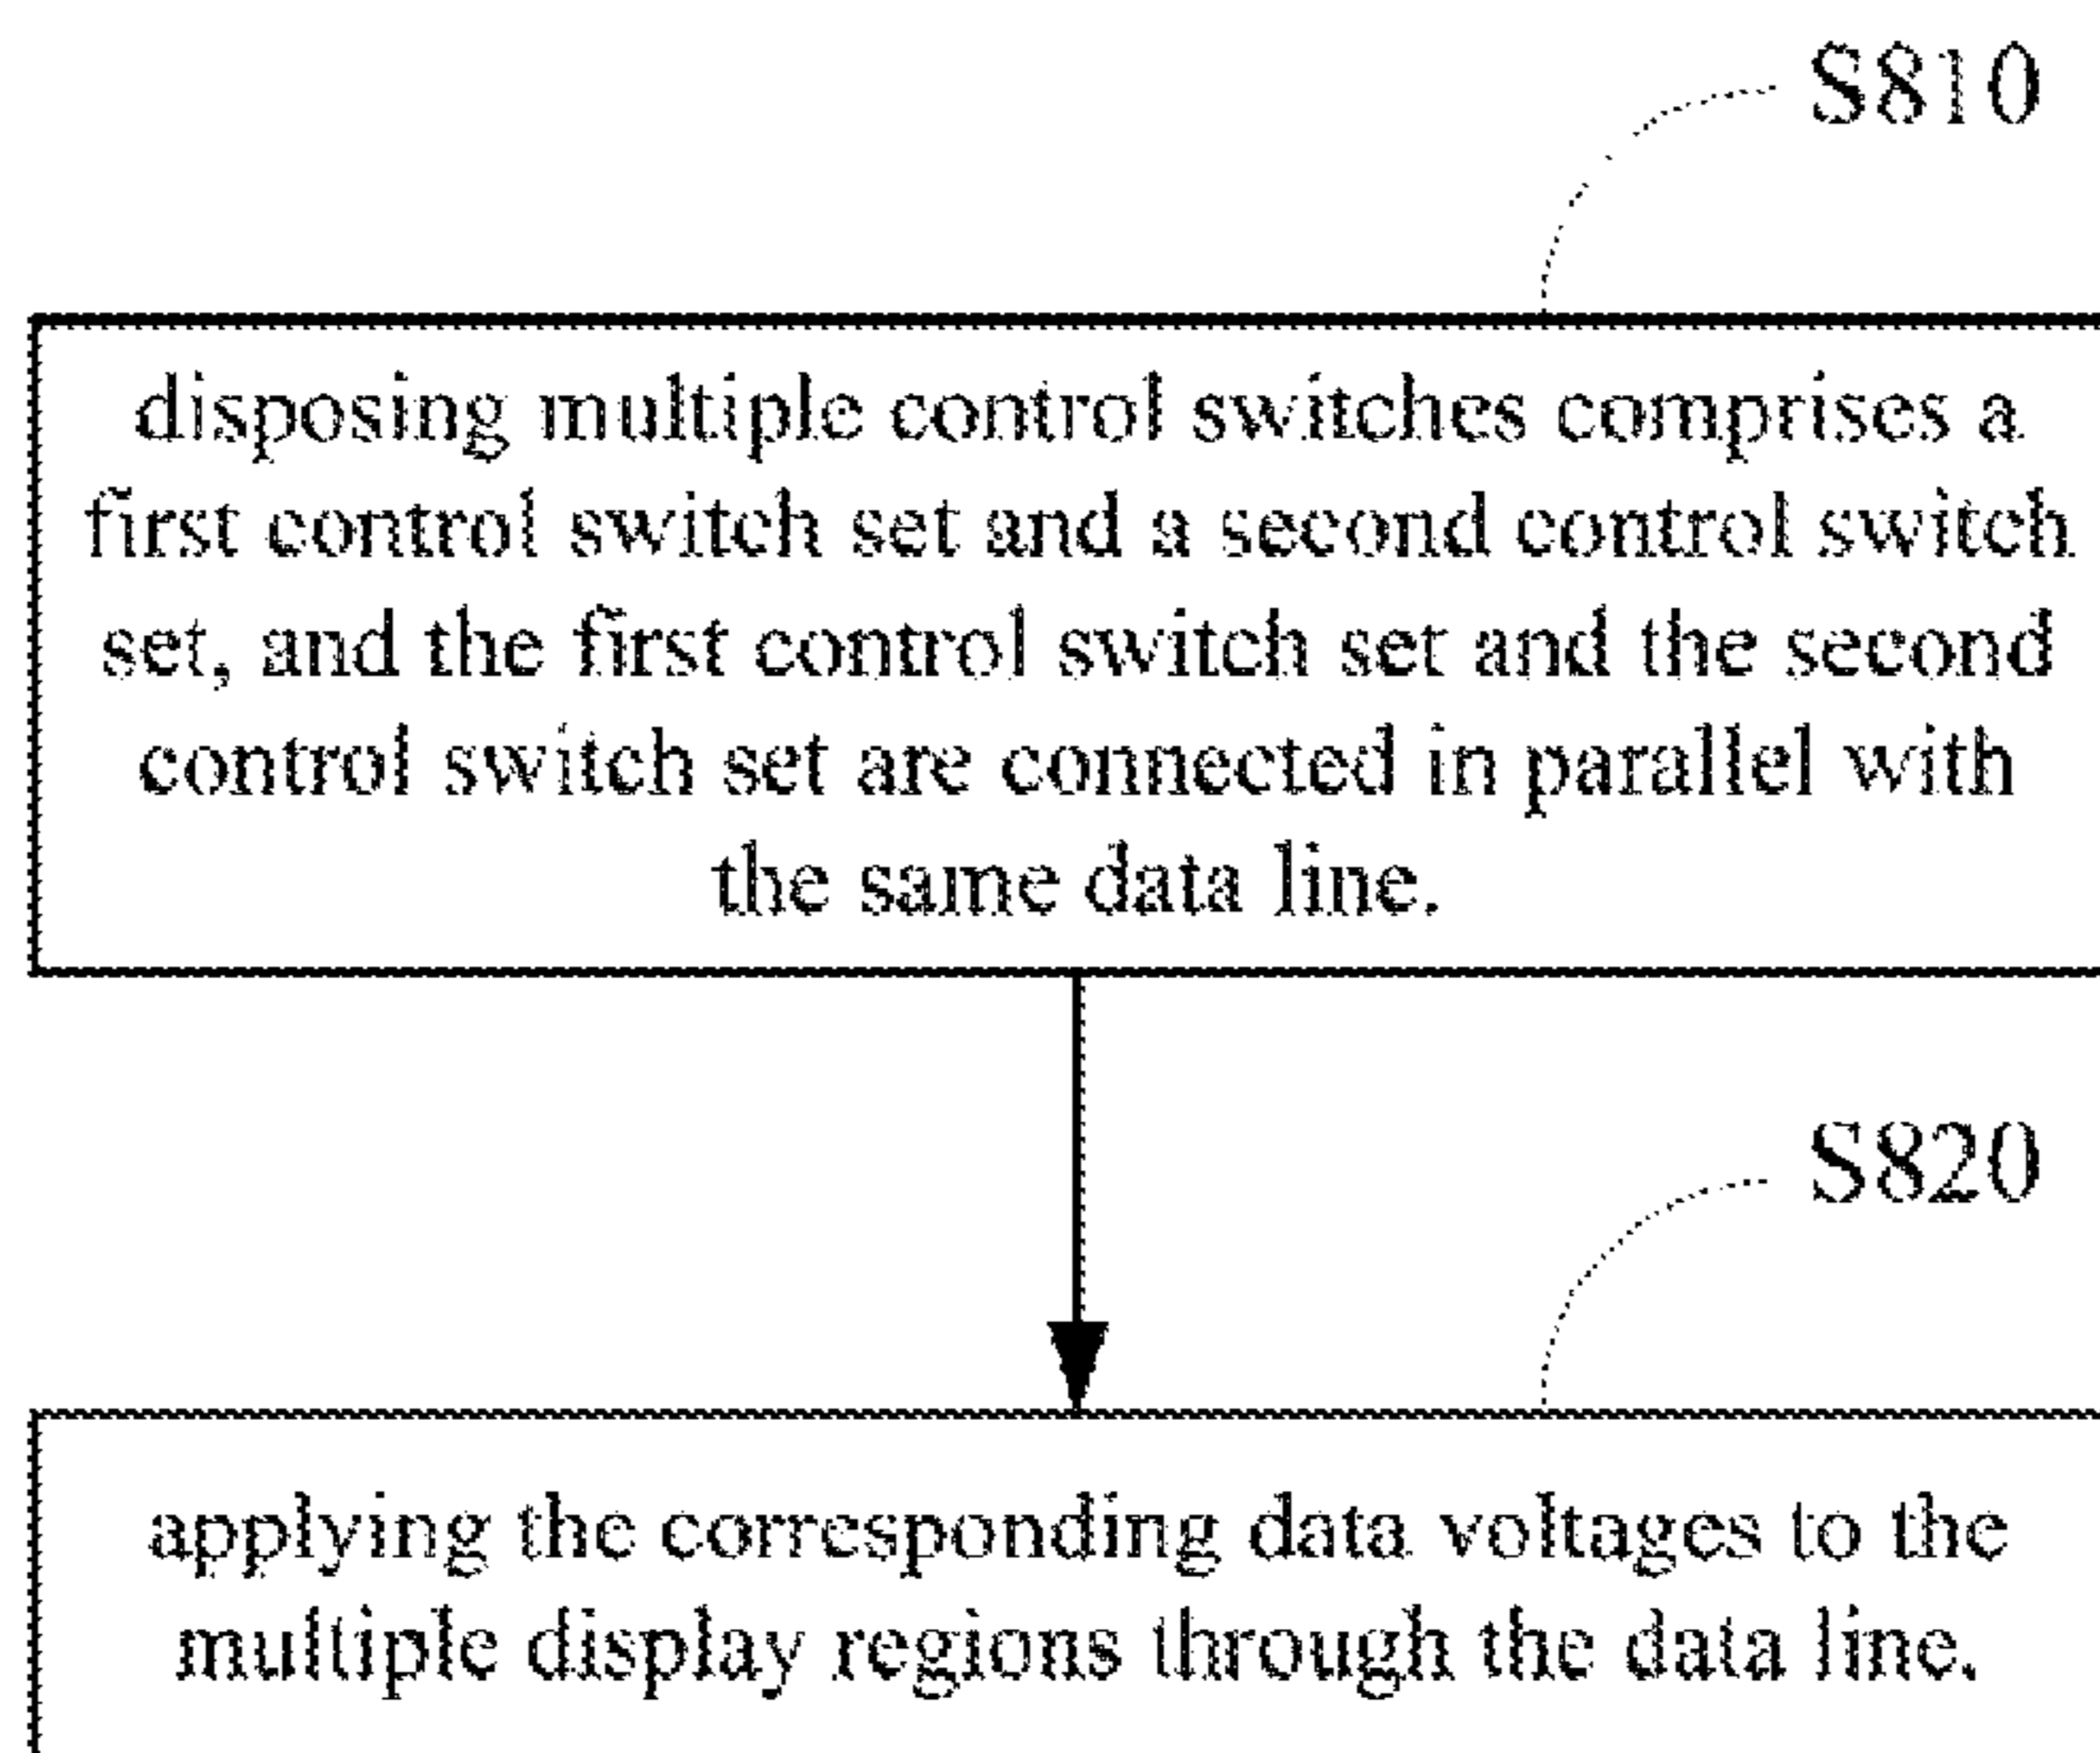 S810
disposing multiple control switches comprises a
first control switch set and a second control switch
set, and the first control switch set and the second
control switch set are connected in parallel with
the same data line.
S820
applying the corresponding data voltages to the
multiple display regions through the data line.